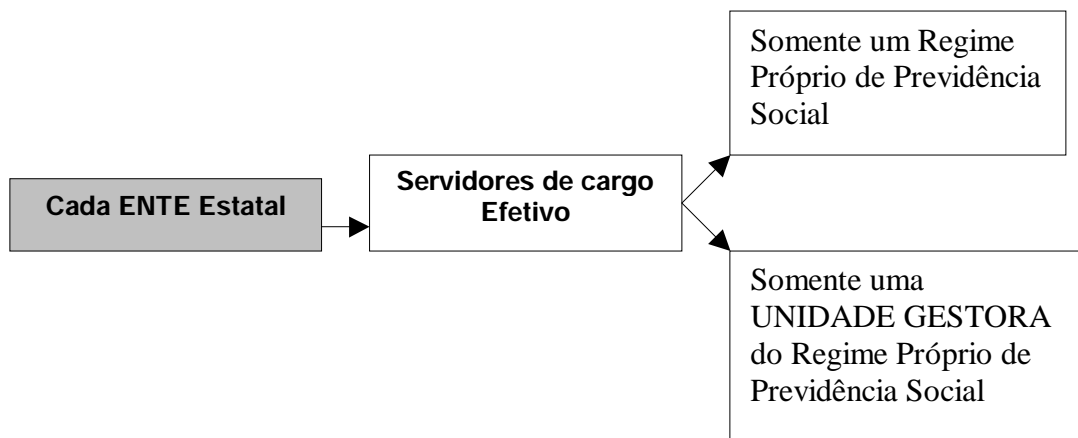 Cada ENTE Estatal
Servidores de cargo
Efetivo
Somente um Regime
Próprio de Previdência
Social
Somente uma
UNIDADE GESTORA
do Regime Próprio de
Previdência Social